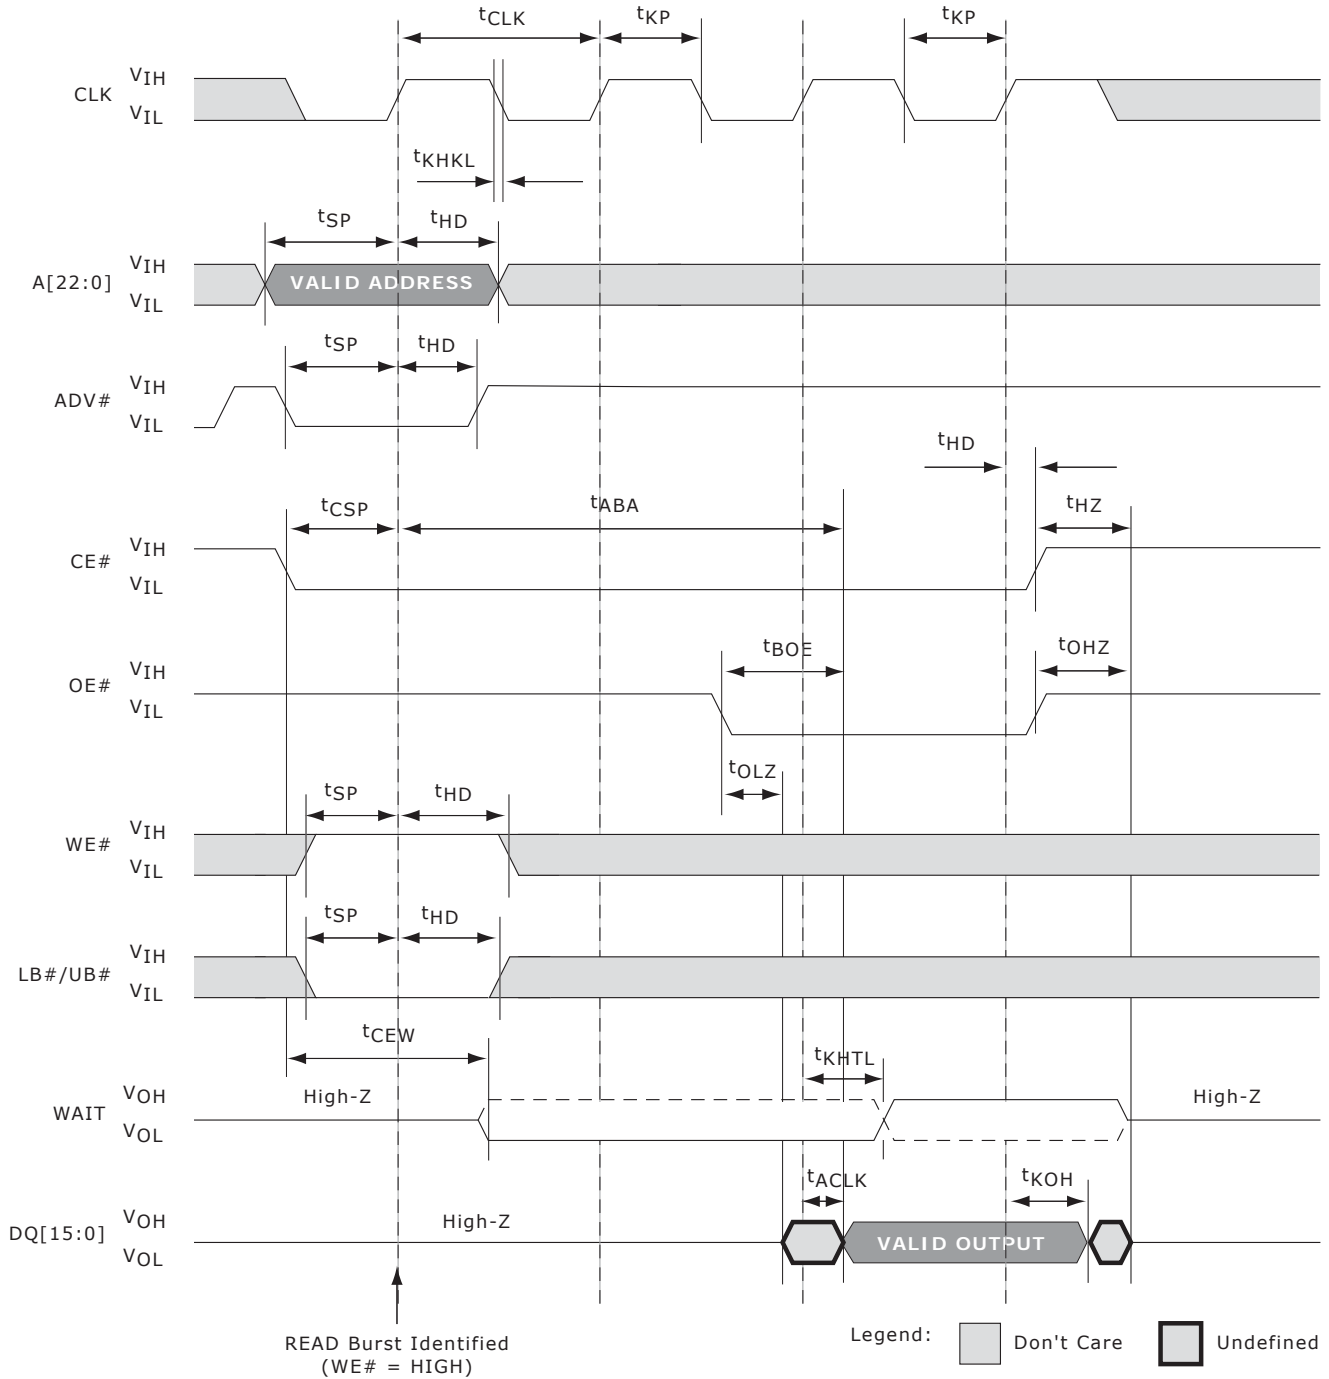 tCLK tKP tKP
CLK VIH
VIL
tKHKL
tSP tHD
A[22:0] VIH
VIL
VALID ADDRESS
tSP tHD
ADV# VIH
VIL
tHD
tCSP tABA tHZ
CE# VIH
VIL
tBOE tOHZ
OE# VIH
VIL
tOLZ
tSP tHD
WE# VIH
VIL
tSP tHD
LB#/UB# VIH
VIL
tCEW
tKHTL
WAIT VOH
VOL
High-Z High-Z
tACLK tKOH
DQ[15:0] VOH
VOL
High-Z
VALID OUTPUT
READ Burst Identified
(WE# = HIGH)
Legend: Don't Care Undefined